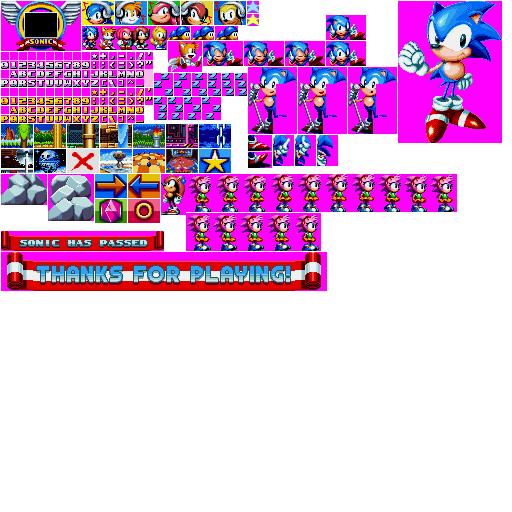 SONIC
0123456789
ABCDEFGHIJKLMNO
PQRSTUVWXYZ
0123456789
ABCDEFGHIJKLMNO
PQRSTUVWXYZ
SONIC HAS PASSED
THANKS FOR PLAYING!